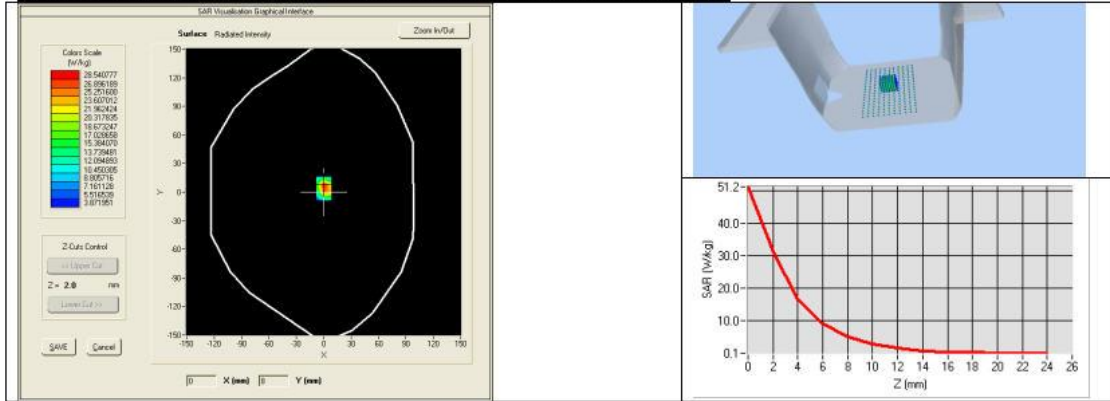 SAR Visualisation Graphical Interface
Surface Radiated Intensity
Zoom In/Out
Colors Scale
(W/kg)
28.540777
26.896189
25.251600
23.607012
21.962424
20.317835
18.673247
17.028658
15.384070
13.739481
12.094893
10.450305
8.805716
7.161128
5.516539
3.871951
150
120
90
60
30
0
-30
-60
-90
-120
-150
Y
-150 -120 -90 -60 -30 0 30 60 90 120 150
X
Z-Cuts Control
<< Upper Cut
Z = 2.0 mm
Lower Cut >>
SAVE Cancel
0 X (mm) 0 Y (mm)
51.2
40.0
30.0
20.0
10.0
0.1
SAR (W/kg)
0 2 4 6 8 10 12 14 16 18 20 22 24 26
Z (mm)